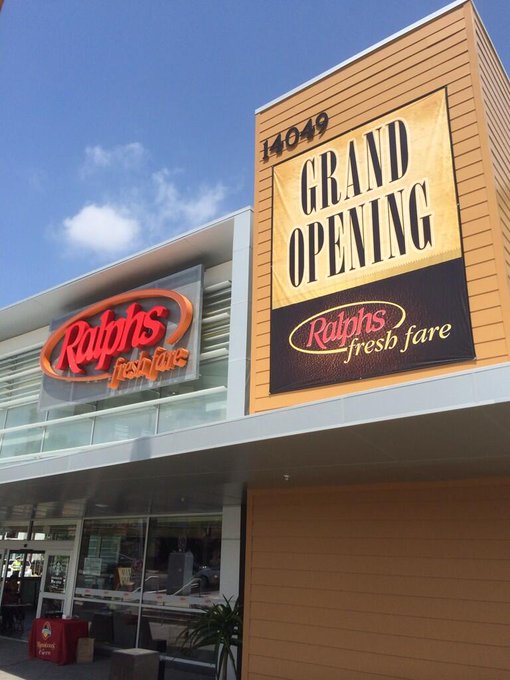 14049
GRAND
OPENING
Ralphs
fresh fare
Ralphs
fresh fare